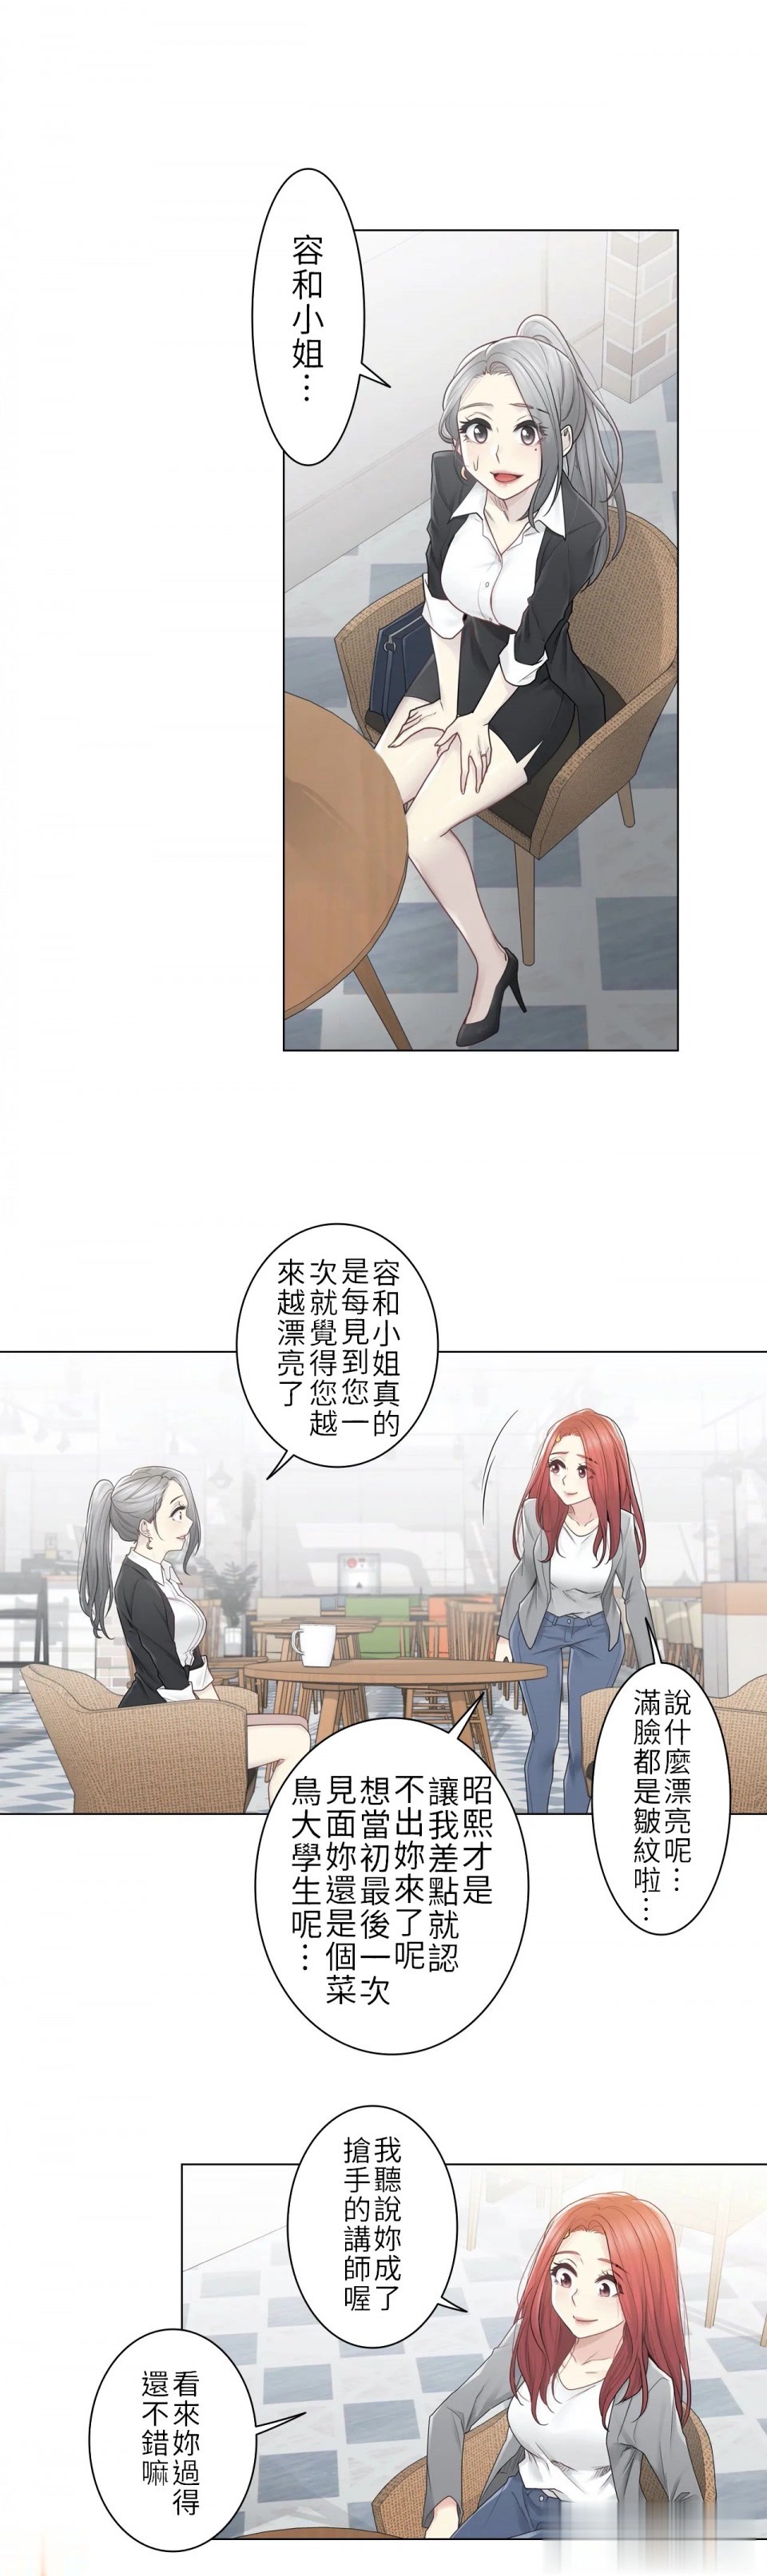 容和小姐…
容和小姐真的
是每見到您一
次就覺得您越
來越漂亮了
說什麼漂亮呢…
滿臉都是皺紋啦…
昭熙才是
讓我差點就認
不出妳來了呢
想當初最後一次
見面妳還是個菜
鳥大學生呢…
我聽說妳成了
搶手的講師喔
看來妳過得
還不錯嘛